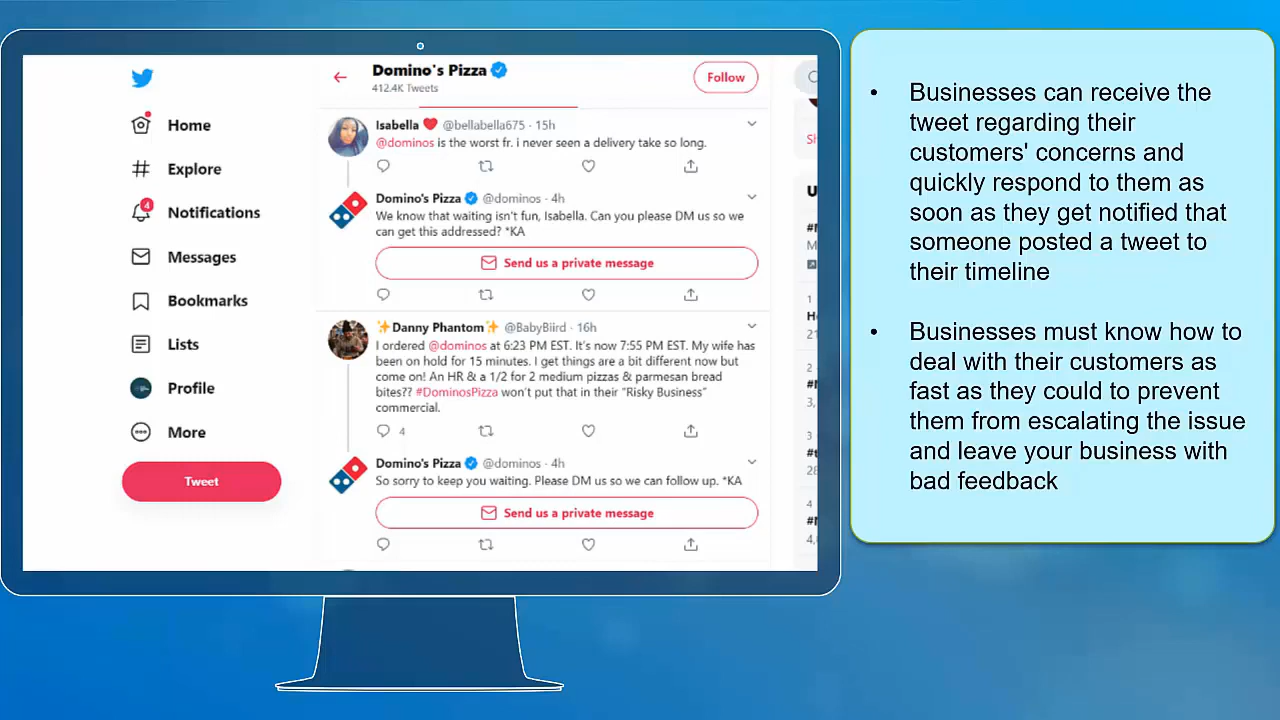 Home
Explore
4
Notifications
Messages
Bookmarks
Lists
Profile
More
Tweet
Domino's Pizza
412.4K Tweets
Follow
Isabella @bellabella675 · 15h
@dominos is the worst fr. i never seen a delivery take so long.
Domino's Pizza @dominos · 4h
We know that waiting isn't fun, Isabella. Can you please DM us so we
can get this addressed? *KA
Send us a private message
Danny Phantom @BabyBiird · 16h
I ordered @dominos at 6:23 PM EST. It's now 7:55 PM EST. My wife has
been on hold for 15 minutes. I get things are a bit different now but
come on! An HR & a 1/2 for 2 medium pizzas & parmesan bread
bites?? #DominosPizza won't put that in their "Risky Business"
commercial.
4
Domino's Pizza @dominos · 4h
So sorry to keep you waiting. Please DM us so we can follow up. *KA
Send us a private message
• Businesses can receive the
tweet regarding their
customers' concerns and
quickly respond to them as
soon as they get notified that
someone posted a tweet to
their timeline
• Businesses must know how to
deal with their customers as
fast as they could to prevent
them from escalating the issue
and leave your business with
bad feedback